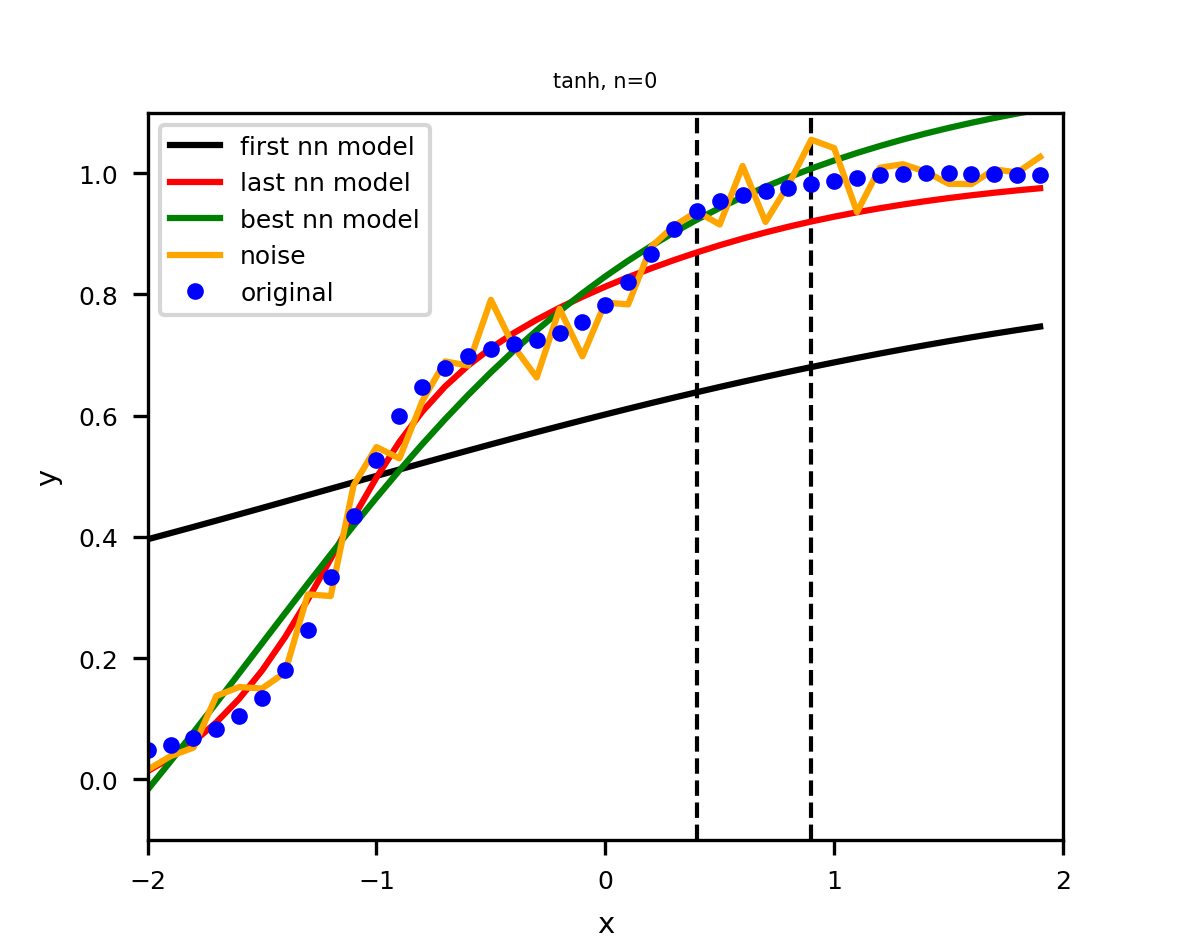 tanh, n=0
first nn model
last nn model
best nn model
noise
original
1.0
0.8
0.6
0.4
0.2
0.0
y
−2 −1 0 1 2
x